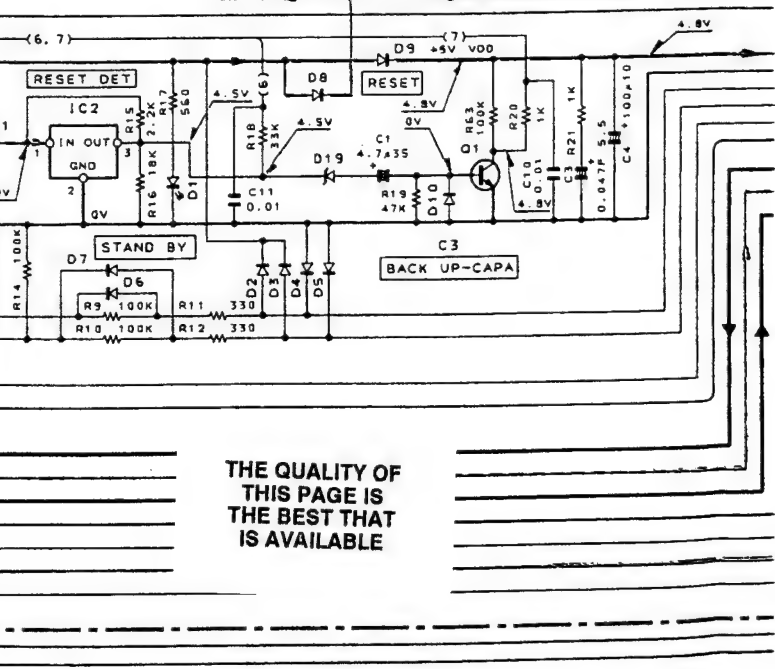 (6, 7)
(7)
4.8V
D9
+5V VDD
RESET DET
D8
RESET
IC2
R15
2.2K
R17
560
4.5V
(6)
4.8V
0V
R63
100K
R20
1K
R21
1K
+100µ10
1
1
IN OUT
3
GND
2
R18
33K
4.5V
C1
4.7µ35
Q1
D19
C10
0.01
C3
0.047F 5.5
C4
R16 18K
D1
C11
0.01
R19
47K
D10
4.8V
0V
STAND BY
C3
BACK UP-CAPA
R14 100K
D7
D6
D2
D3
D4
D5
R9 100K R11 330
R10 100K R12 330
THE QUALITY OF
THIS PAGE IS
THE BEST THAT
IS AVAILABLE